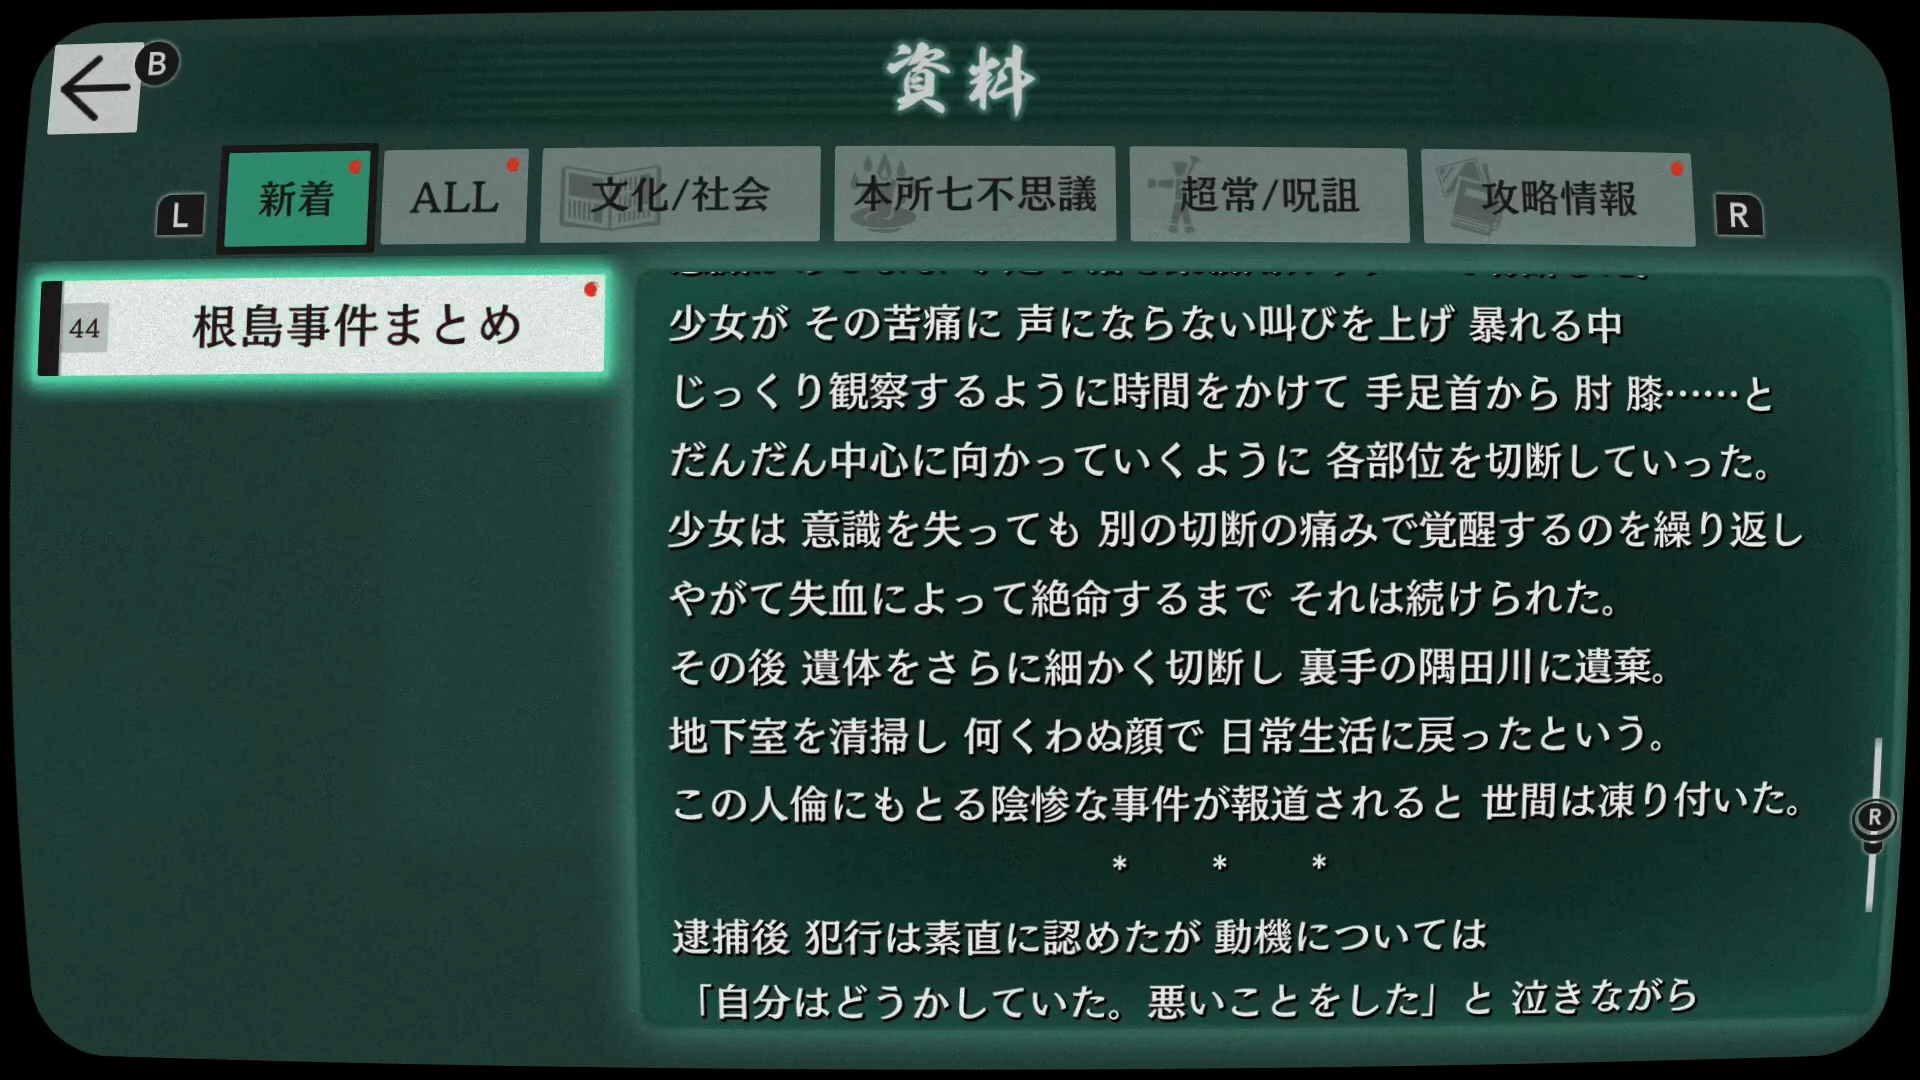 B
資料
L
新着
ALL
文化/社会
本所七不思議
超常/呪詛
攻略情報
R
44
根島事件まとめ
少女が その苦痛に 声にならない叫びを上げ 暴れる中
じっくり観察するように時間をかけて 手足首から 肘 膝……と
だんだん中心に向かっていくように 各部位を切断していった。
少女は 意識を失っても 別の切断の痛みで覚醒するのを繰り返し
やがて失血によって絶命するまで それは続けられた。
その後 遺体をさらに細かく切断し 裏手の隅田川に遺棄。
地下室を清掃し 何くわぬ顔で 日常生活に戻ったという。
この人倫にもとる陰惨な事件が報道されると 世間は凍り付いた。
* * *
逮捕後 犯行は素直に認めたが 動機については
「自分はどうかしていた。悪いことをした」と 泣きながら
R